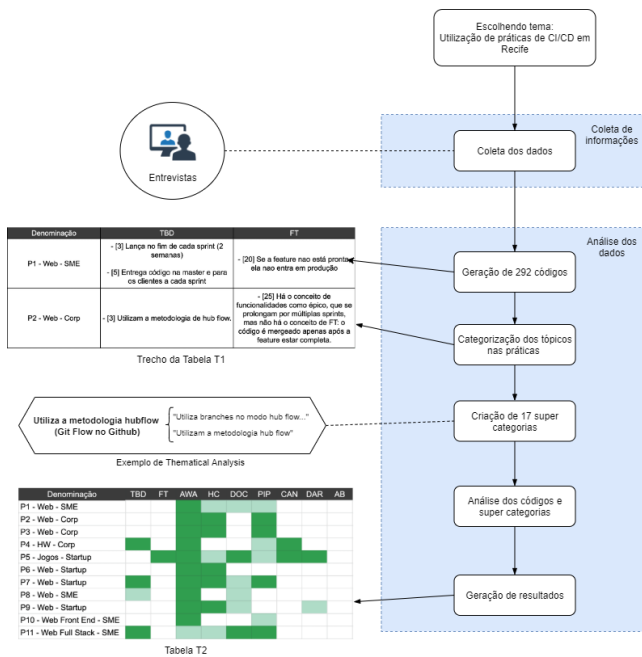 Escolhendo tema:
Utilização de práticas de CI/CD em
Recife
Coleta de
informações
Coleta dos dados
Entrevistas
Denominação TBD FT
P1 - Web - SME
- [3] Lança no fim de cada sprint (2
semanas)
- [5] Entrega código na master e para
os clientes a cada sprint
- [20] Se a feature nao está pronta
ela nao entra em produção
P2 - Web - Corp
- [3] Utilizam a metodologia de hub flow.
- [25] Há o conceito de
funcionalidades como épico, que se
prolongam por múltiplas sprints,
mas não há o conceito de FT: o
código é mergeado apenas após a
feature estar completa.
Trecho da Tabela T1
Análise dos
dados
Geração de 292 códigos
Categorização dos tópicos
nas práticas
Utiliza a metodologia hubflow
(Git Flow no Github)
"Utiliza branches no modo hub flow..."
"Utilizam a metodologia hub flow"
Exemplo de Thematical Analysis
Criação de 17 super
categorias
Análise dos códigos e
super categorias
Geração de resultados
Denominação TBD FT AWA HC DOC PIP CAN DAR AB
P1 - Web - SME
P2 - Web - Corp
P3 - Web - Corp
P4 - HW - Corp
P5 - Jogos - Startup
P6 - Web - Startup
P7 - Web - Startup
P8 - Web - SME
P9 - Web - Startup
P10 - Web Front End - SME
P11 - Web Full Stack - SME
Tabela T2